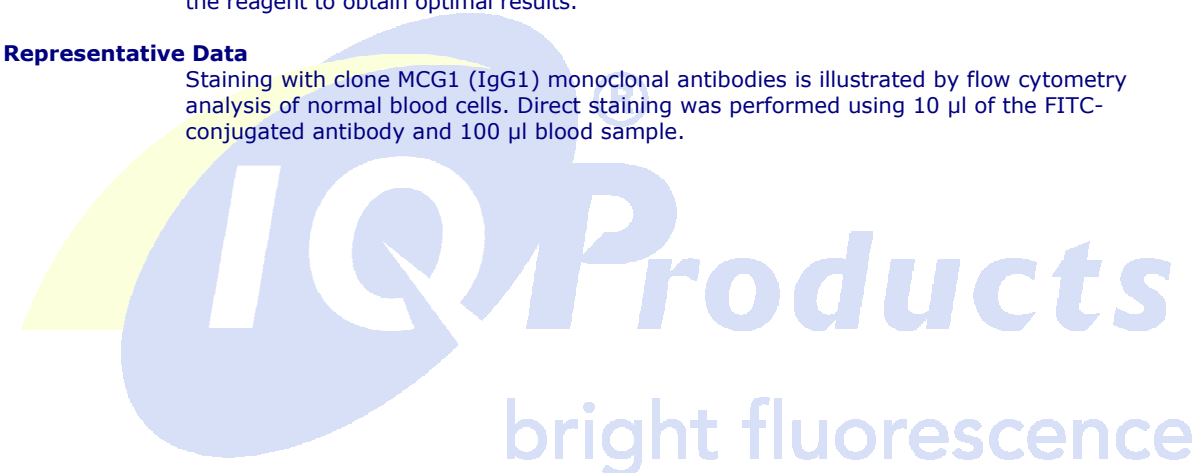 the reagent to obtain optimal results.
Representative Data
Staining with clone MCG1 (IgG1) monoclonal antibodies is illustrated by flow cytometry
analysis of normal blood cells. Direct staining was performed using 10 µl of the FITC-
conjugated antibody and 100 µl blood sample.
®
IQ Products
bright fluorescence